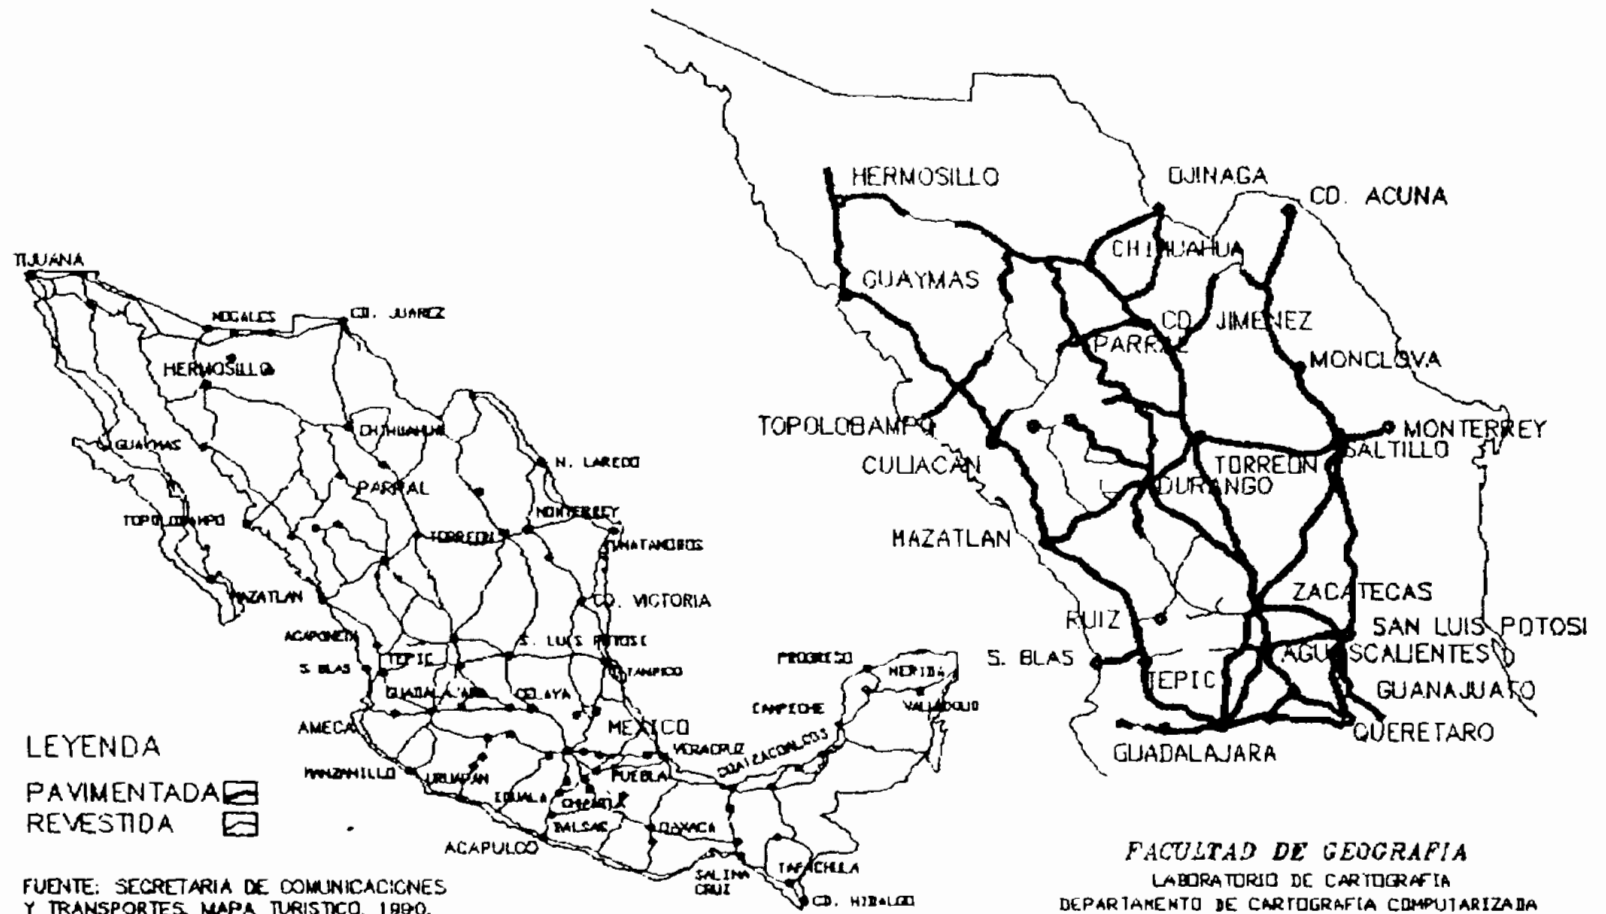 TIJUANA
NOGALES
CD. JUAREZ
HERMOSILLO
GUAYMAS
CHIHUAHUA
N. LAREDO
PARRAL
TOPOLOBAMPO
MONTERREY
TORREON
MATAMOROS
MAZATLAN
CD. VICTORIA
ACAPONETA
S. LUIS POTOSI
S. BLAS
TEPIC
TAMPICO
PROGRESO
MERIDA
GUADALAJARA
CELAYA
VALLADOLID
CAMPECHE
AMECA
MEXICO
VERACRUZ
COATZACOALCOS
MANZANILLO
URUAPAN
PUEBLA
IGUALA
BALSAS
OAXACA
ACAPULCO
SALINA
CRUZ
TAPACHULA
CD. HIDALGO
HERMOSILLO
OJINAGA
CD. ACUNA
CHIHUAHUA
GUAYMAS
CD. JIMENEZ
PARRAL
MONCLOVA
TOPOLOBAMPO
MONTERREY
SALTILLO
CULIACAN
TORREON
DURANGO
MAZATLAN
ZACATECAS
RUIZ
SAN LUIS POTOSI
S. BLAS
AGUASCALIENTES
TEPIC
GUANAJUATO
QUERETARO
GUADALAJARA
LEYENDA
PAVIMENTADA
REVESTIDA
FUENTE: SECRETARIA DE COMUNICACIONES
Y TRANSPORTES. MAPA TURISTICO. 1990.
FACULTAD DE GEOGRAFIA
LABORATORIO DE CARTOGRAFIA
DEPARTAMENTO DE CARTOGRAFIA COMPUTARIZADA